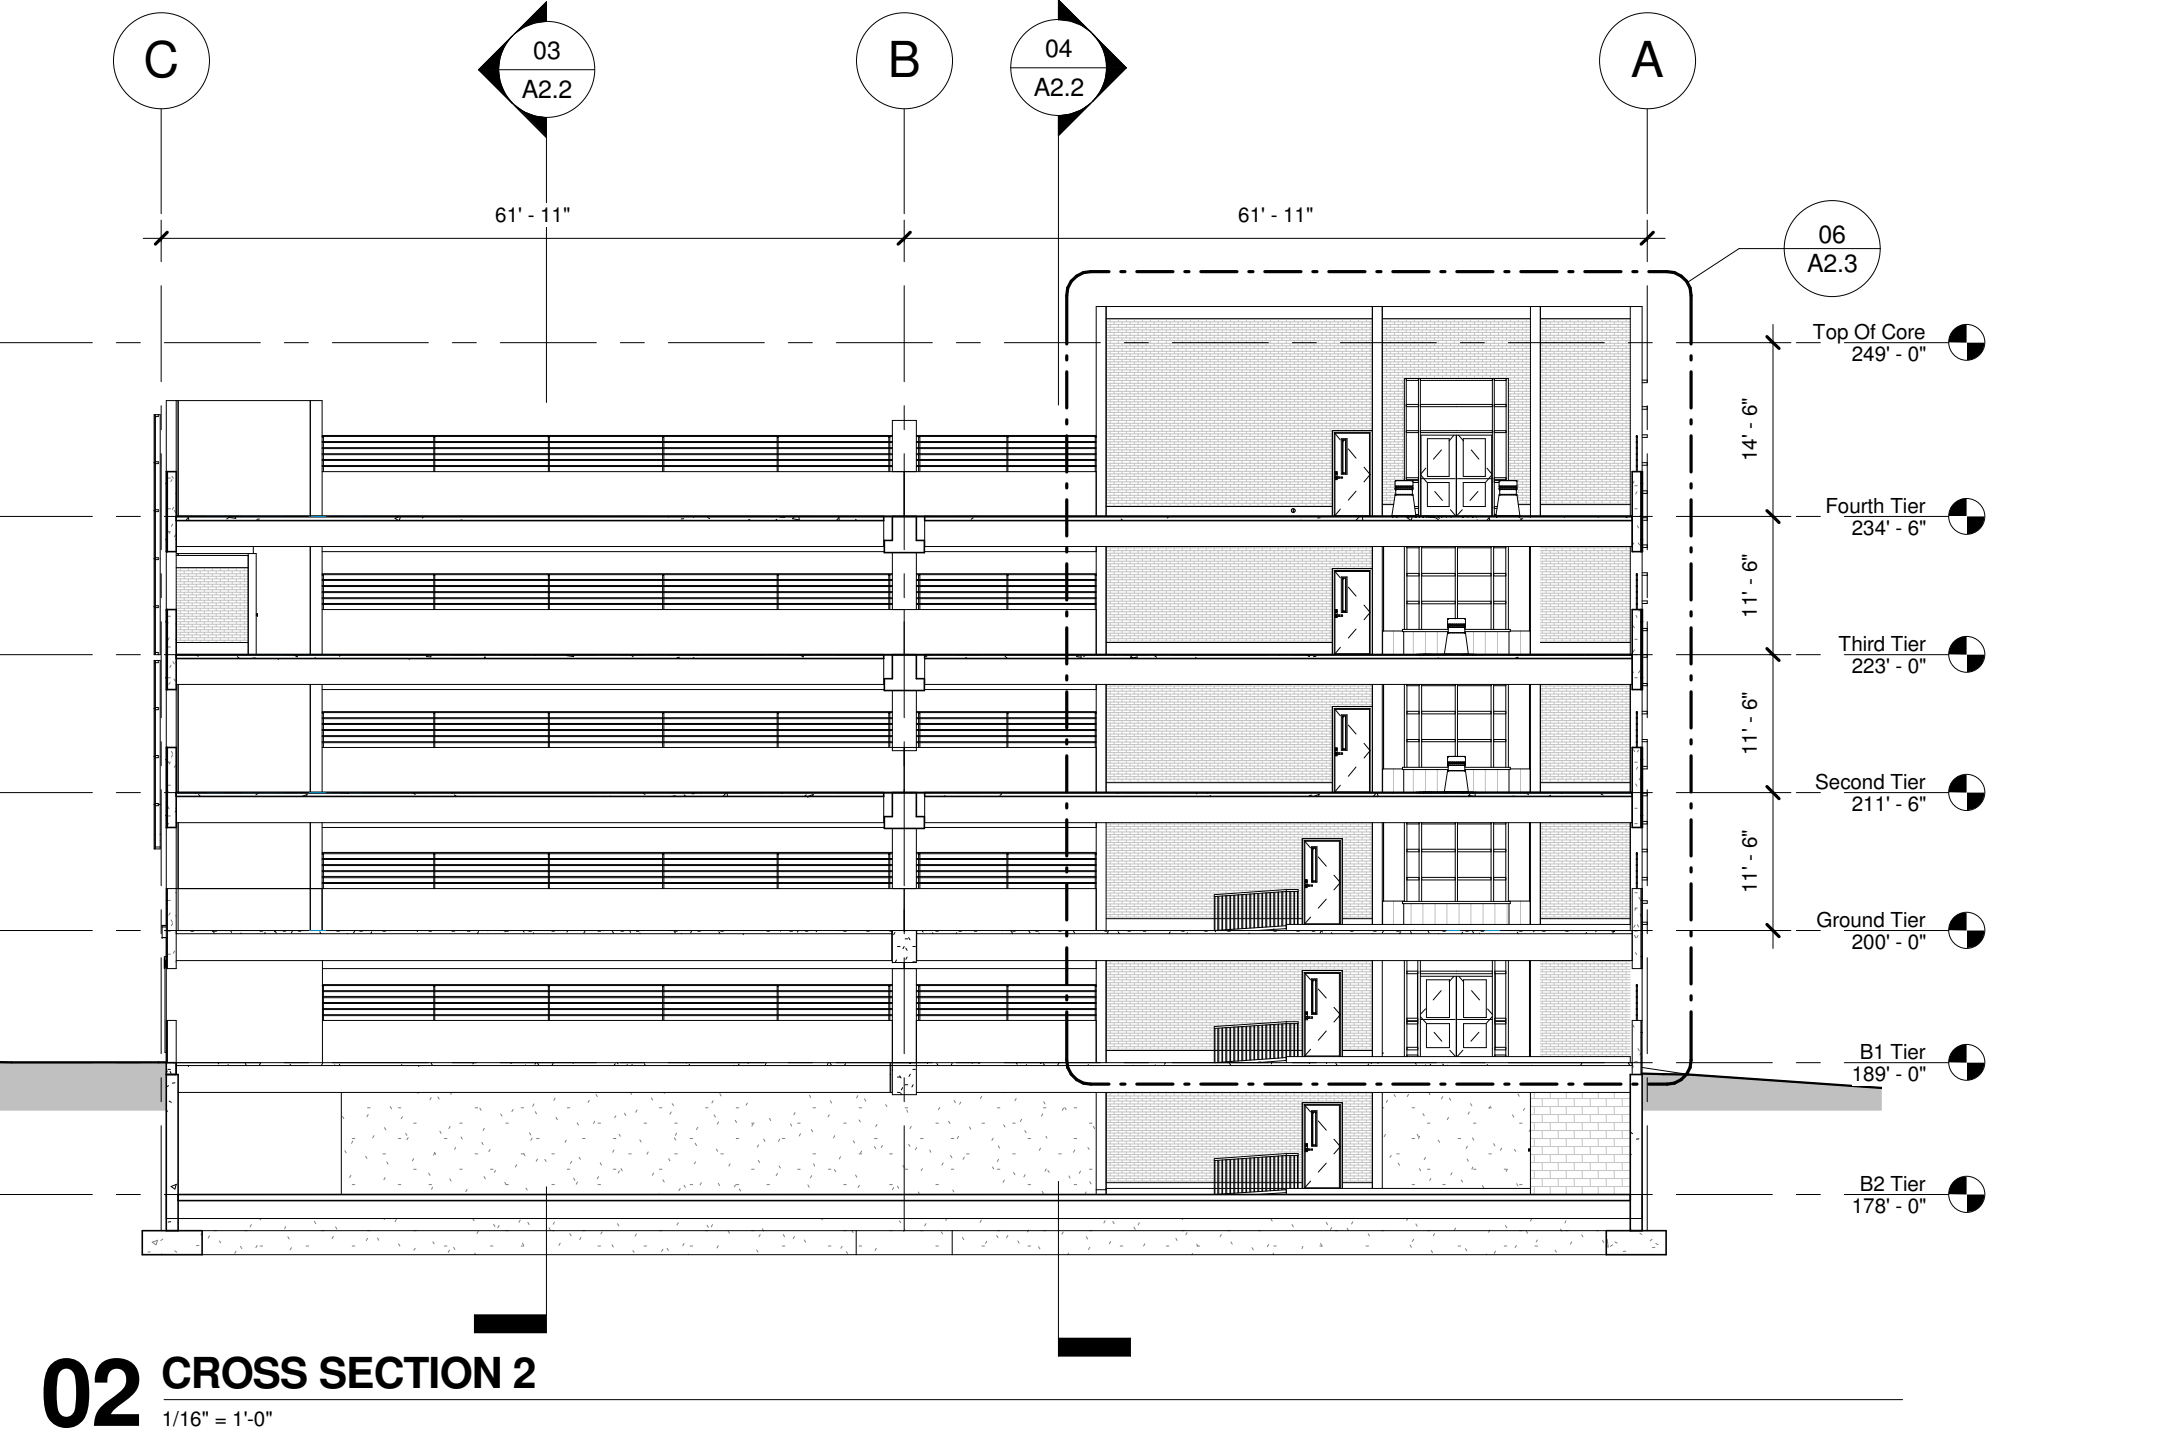 C
03
A2.2
B
04
A2.2
A
61' - 11"
61' - 11"
06
A2.3
Top Of Core
249' - 0"
14' - 6"
Fourth Tier
234' - 6"
11' - 6"
Third Tier
223' - 0"
11' - 6"
Second Tier
211' - 6"
11' - 6"
Ground Tier
200' - 0"
B1 Tier
189' - 0"
B2 Tier
178' - 0"
02
CROSS SECTION 2
1/16" = 1'-0"